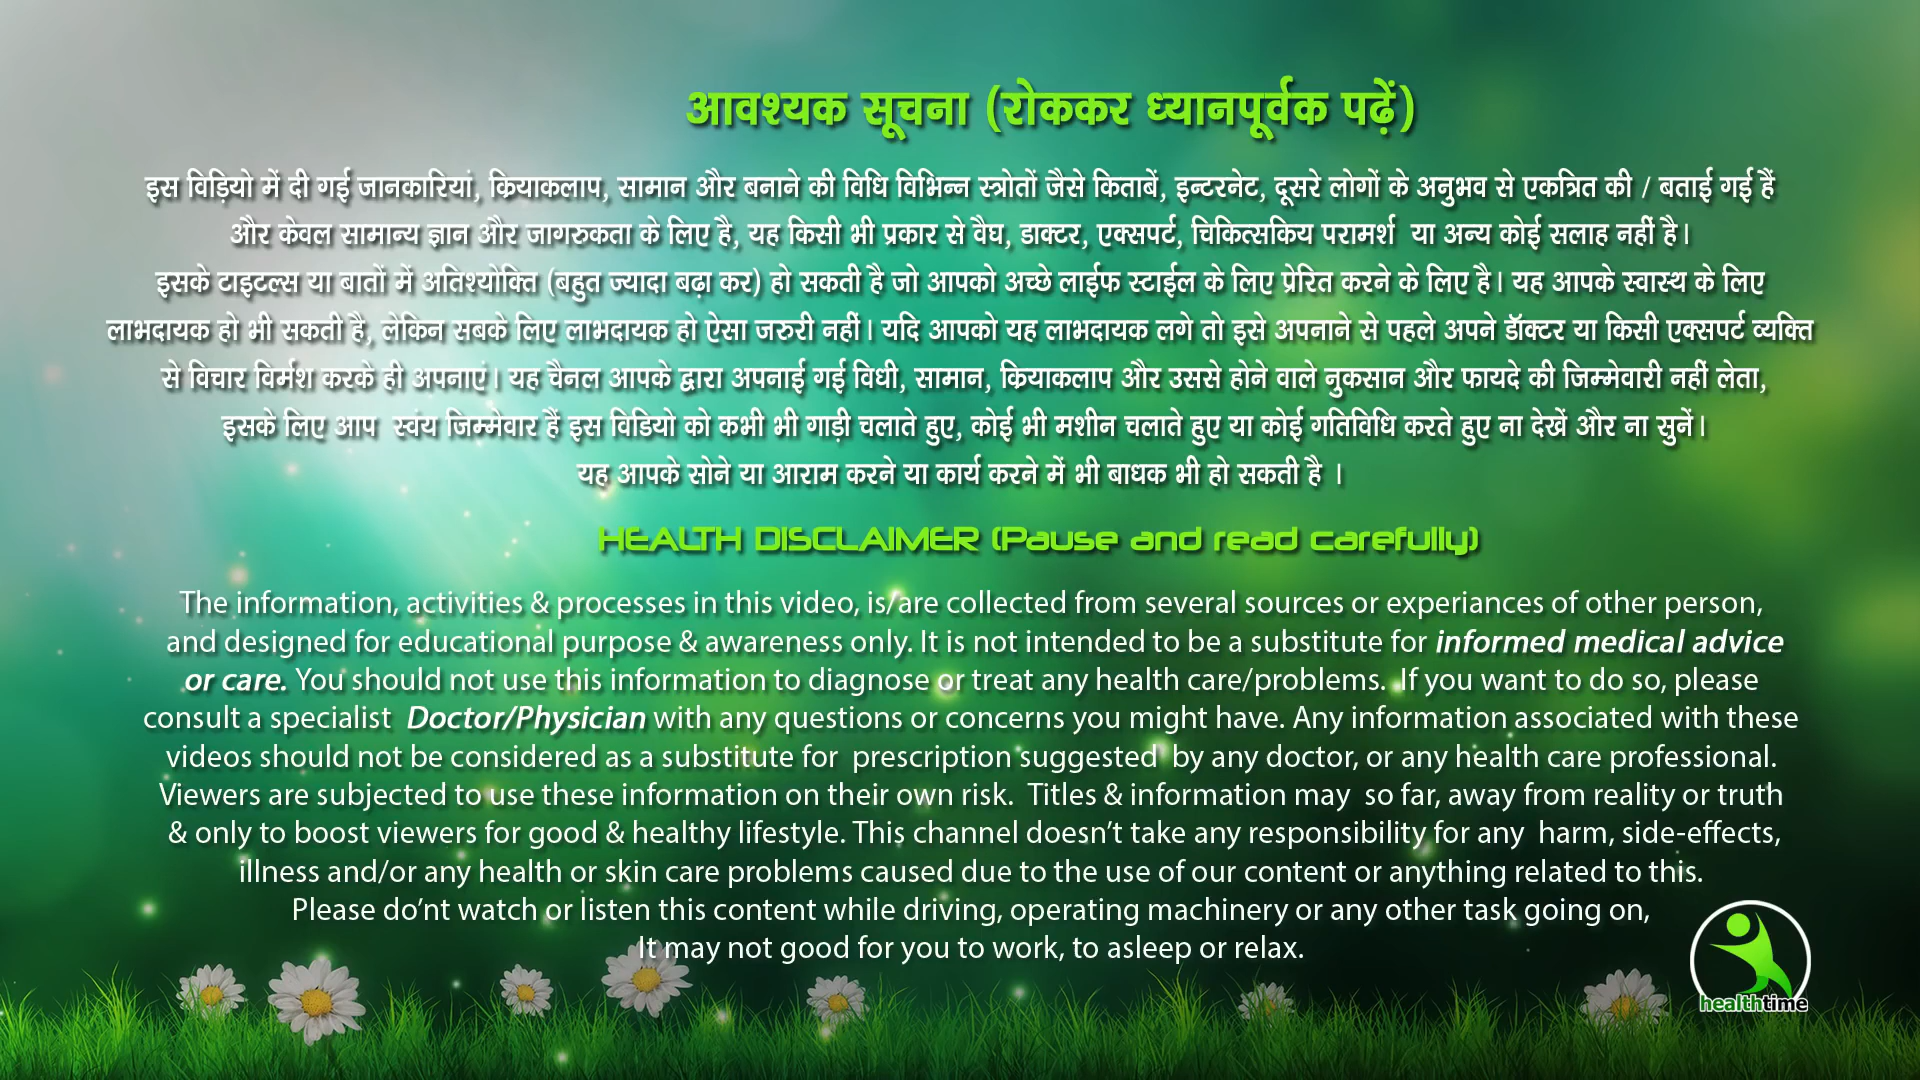 आवश्यक सूचना (रोककर ध्यानपूर्वक पढ़ें)
इस विड़ियो में दी गई जानकारियां, क्रियाकलाप, सामान और बनाने की विधि विभिन्न स्त्रोतों जैसे किताबें, इन्टरनेट, दूसरे लोगों के अनुभव से एकत्रित की / बताई गई हैं
और केवल सामान्य ज्ञान और जागरुकता के लिए है, यह किसी भी प्रकार से वैघ, डाक्टर, एक्सपर्ट, चिकित्सकिय परामर्श या अन्य कोई सलाह नहीं है।
इसके टाइटल्स या बातों में अतिश्योक्ति (बहुत ज्यादा बढ़ा कर) हो सकती है जो आपको अच्छे लाईफ स्टाईल के लिए प्रेरित करने के लिए है। यह आपके स्वास्थ के लिए
लाभदायक हो भी सकती है, लेकिन सबके लिए लाभदायक हो ऐसा जरुरी नहीं। यदि आपको यह लाभदायक लगे तो इसे अपनाने से पहले अपने डॉक्टर या किसी एक्सपर्ट व्यक्ति
से विचार विर्मश करके ही अपनाएं। यह चैनल आपके द्वारा अपनाई गई विधी, सामान, क्रियाकलाप और उससे होने वाले नुकसान और फायदे की जिम्मेवारी नहीं लेता,
इसके लिए आप स्वंय जिम्मेवार हैं इस विडियो को कभी भी गाड़ी चलाते हुए, कोई भी मशीन चलाते हुए या कोई गतिविधि करते हुए ना देखें और ना सुनें।
यह आपके सोने या आराम करने या कार्य करने में भी बाधक भी हो सकती है ।
HEALTH DISCLAIMER (Pause and read carefully)
The information, activities & processes in this video, is/are collected from several sources or experiances of other person,
and designed for educational purpose & awareness only. It is not intended to be a substitute for informed medical advice
or care. You should not use this information to diagnose or treat any health care/problems. If you want to do so, please
consult a specialist Doctor/Physician with any questions or concerns you might have. Any information associated with these
videos should not be considered as a substitute for prescription suggested by any doctor, or any health care professional.
Viewers are subjected to use these information on their own risk. Titles & information may so far, away from reality or truth
& only to boost viewers for good & healthy lifestyle. This channel doesn't take any responsibility for any harm, side-effects,
illness and/or any health or skin care problems caused due to the use of our content or anything related to this.
Please do'nt watch or listen this content while driving, operating machinery or any other task going on,
It may not good for you to work, to asleep or relax.
healthtime